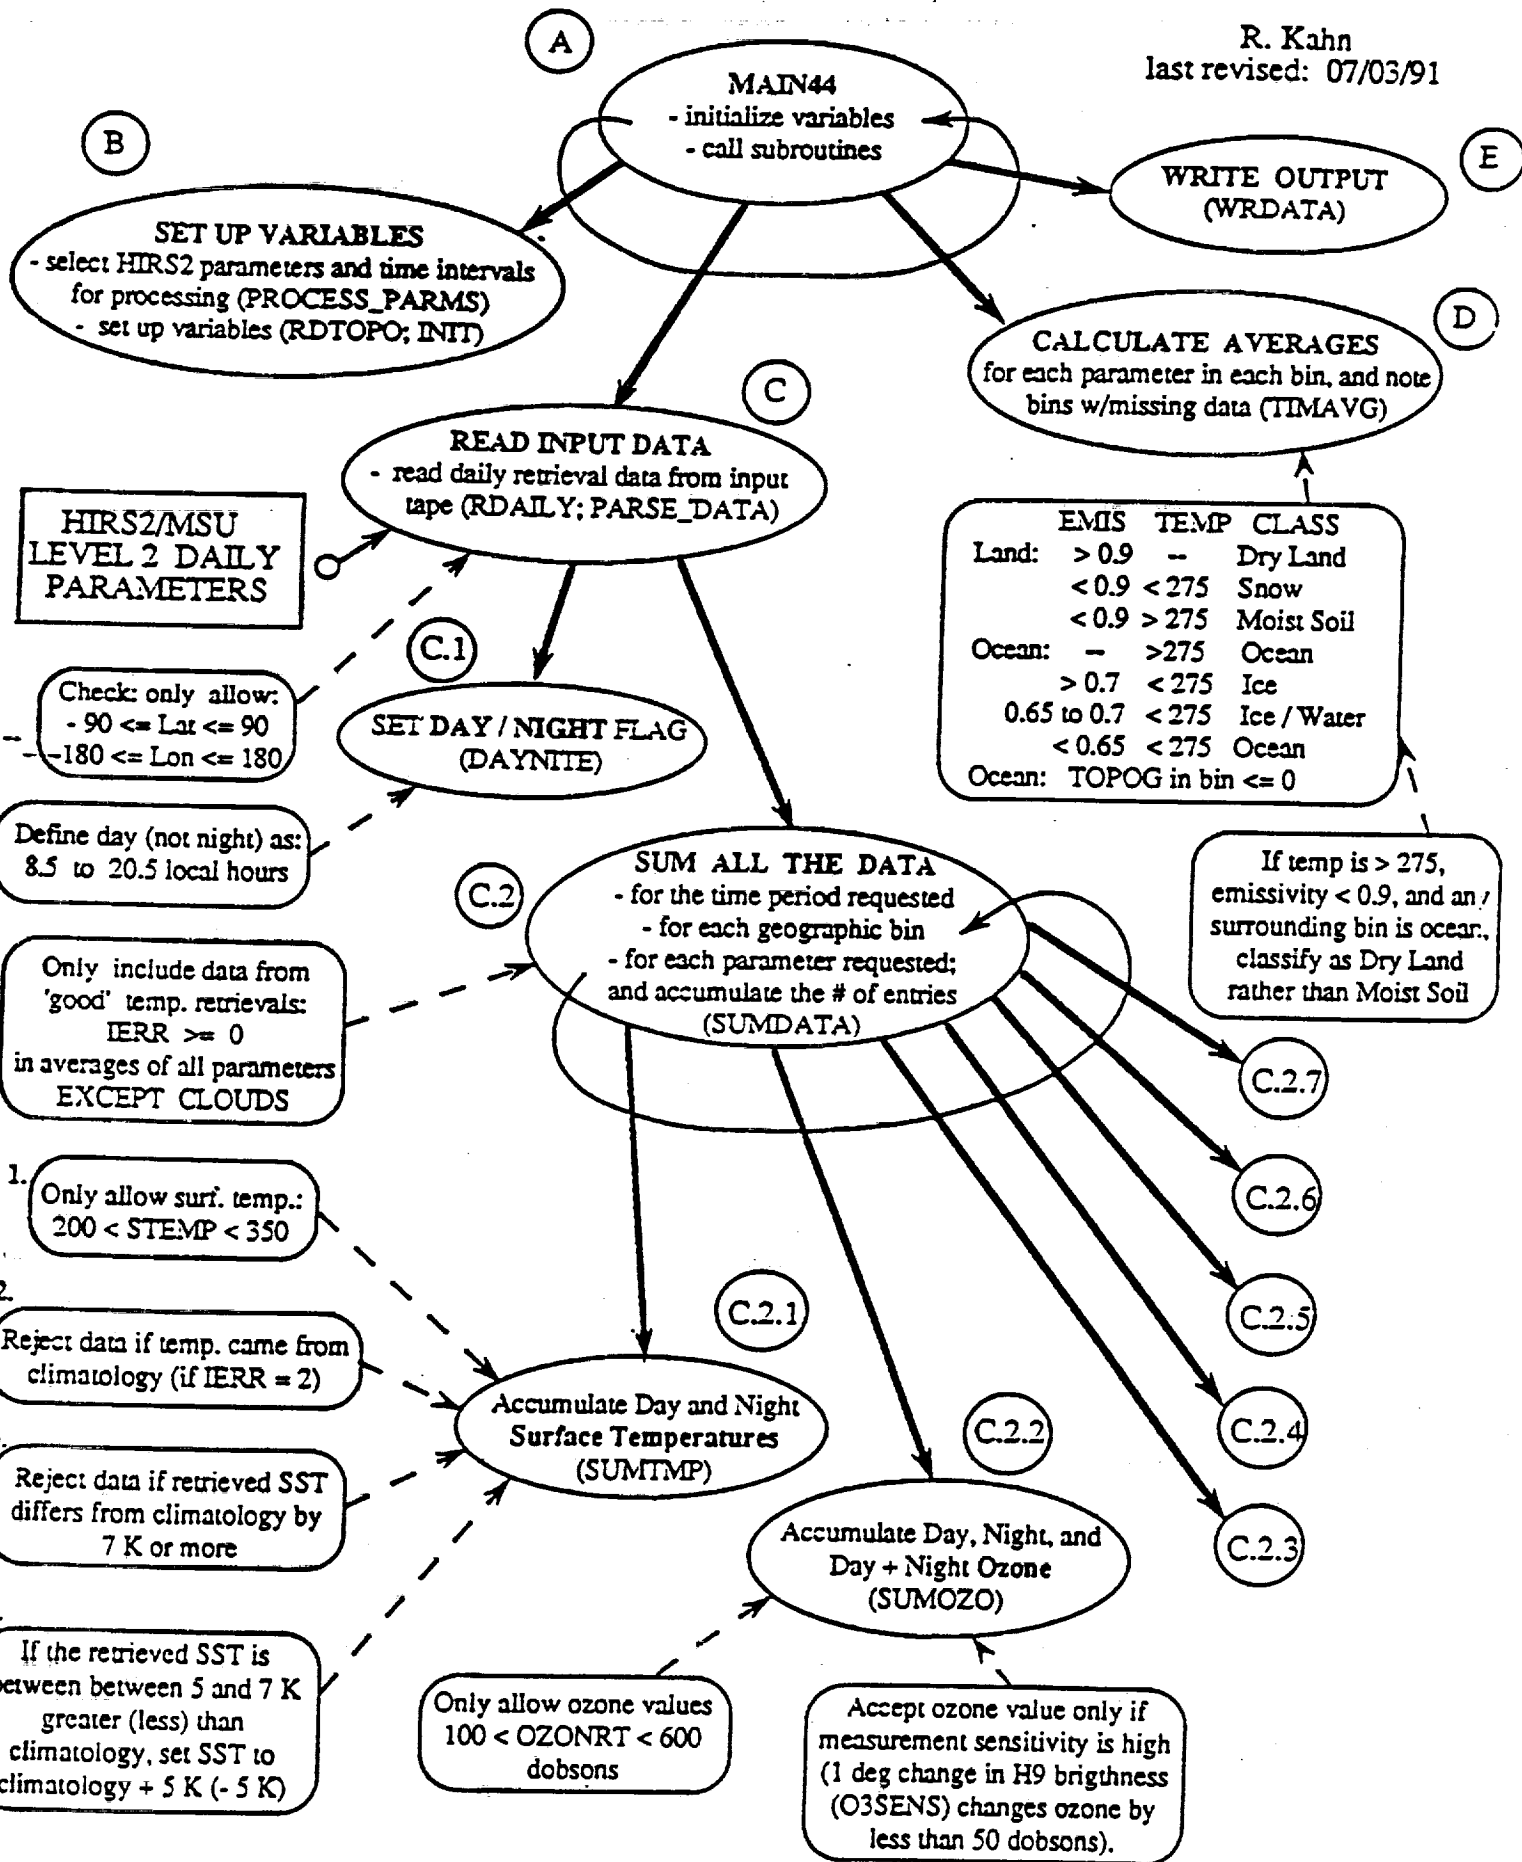 R. Kahn
last revised: 07/03/91
A
MAIN44
- initialize variables
- call subroutines
B
SET UP VARIABLES
- select HIRS2 parameters and time intervals
for processing (PROCESS_PARMS)
- set up variables (RDTOPO; INIT)
E
WRITE OUTPUT
(WRDATA)
D
CALCULATE AVERAGES
for each parameter in each bin, and note
bins w/missing data (TIMAVG)
C
READ INPUT DATA
- read daily retrieval data from input
tape (RDAILY; PARSE_DATA)
HIRS2/MSU
LEVEL 2 DAILY
PARAMETERS
EMIS TEMP CLASS
Land: > 0.9 -- Dry Land
< 0.9 < 275 Snow
< 0.9 > 275 Moist Soil
Ocean: -- >275 Ocean
> 0.7 < 275 Ice
0.65 to 0.7 < 275 Ice / Water
< 0.65 < 275 Ocean
Ocean: TOPOG in bin <= 0
Check: only allow:
- 90 <= Lat <= 90
-180 <= Lon <= 180
C.1
SET DAY / NIGHT FLAG
(DAYNITE)
Define day (not night) as:
8.5 to 20.5 local hours
C.2
SUM ALL THE DATA
- for the time period requested
- for each geographic bin
- for each parameter requested;
and accumulate the # of entries
(SUMDATA)
If temp is > 275,
emissivity < 0.9, and any
surrounding bin is ocean,
classify as Dry Land
rather than Moist Soil
Only include data from
'good' temp. retrievals:
IERR >= 0
in averages of all parameters
EXCEPT CLOUDS
C.2.7
C.2.6
C.2.5
C.2.4
C.2.3
1.
Only allow surf. temp.:
200 < STEMP < 350
2.
Reject data if temp. came from
climatology (if IERR = 2)
Reject data if retrieved SST
differs from climatology by
7 K or more
If the retrieved SST is
between between 5 and 7 K
greater (less) than
climatology, set SST to
climatology + 5 K (- 5 K)
C.2.1
Accumulate Day and Night
Surface Temperatures
(SUMTMP)
C.2.2
Accumulate Day, Night, and
Day + Night Ozone
(SUMOZO)
Only allow ozone values
100 < OZONRT < 600
dobsons
Accept ozone value only if
measurement sensitivity is high
(1 deg change in H9 brigthness
(O3SENS) changes ozone by
less than 50 dobsons).